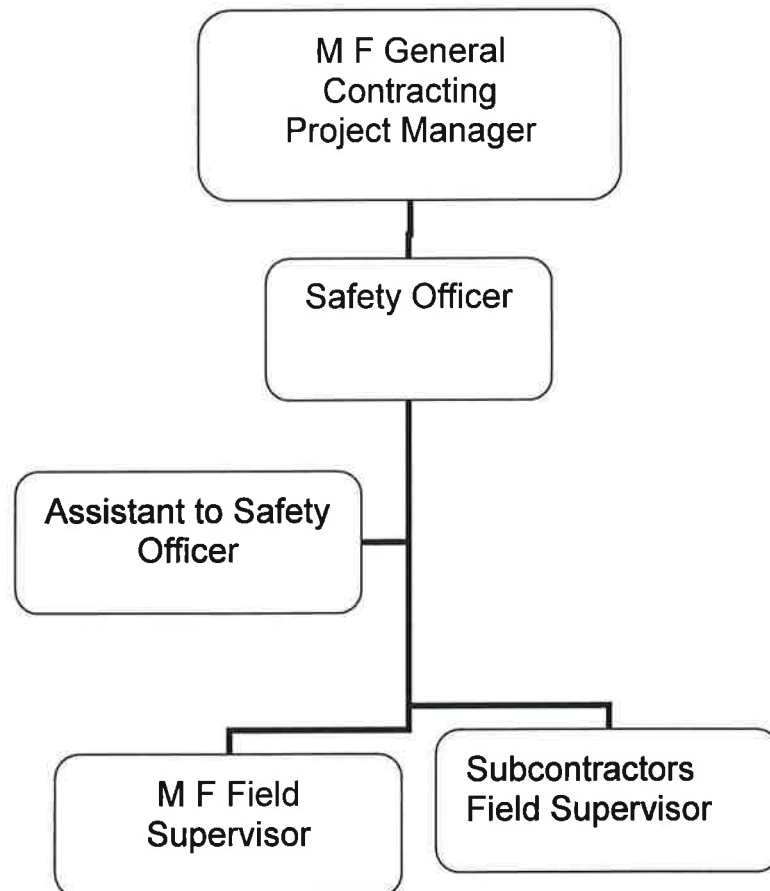 M F General
Contracting
Project Manager
Safety Officer
Assistant to Safety
Officer
M F Field
Supervisor
Subcontractors
Field Supervisor